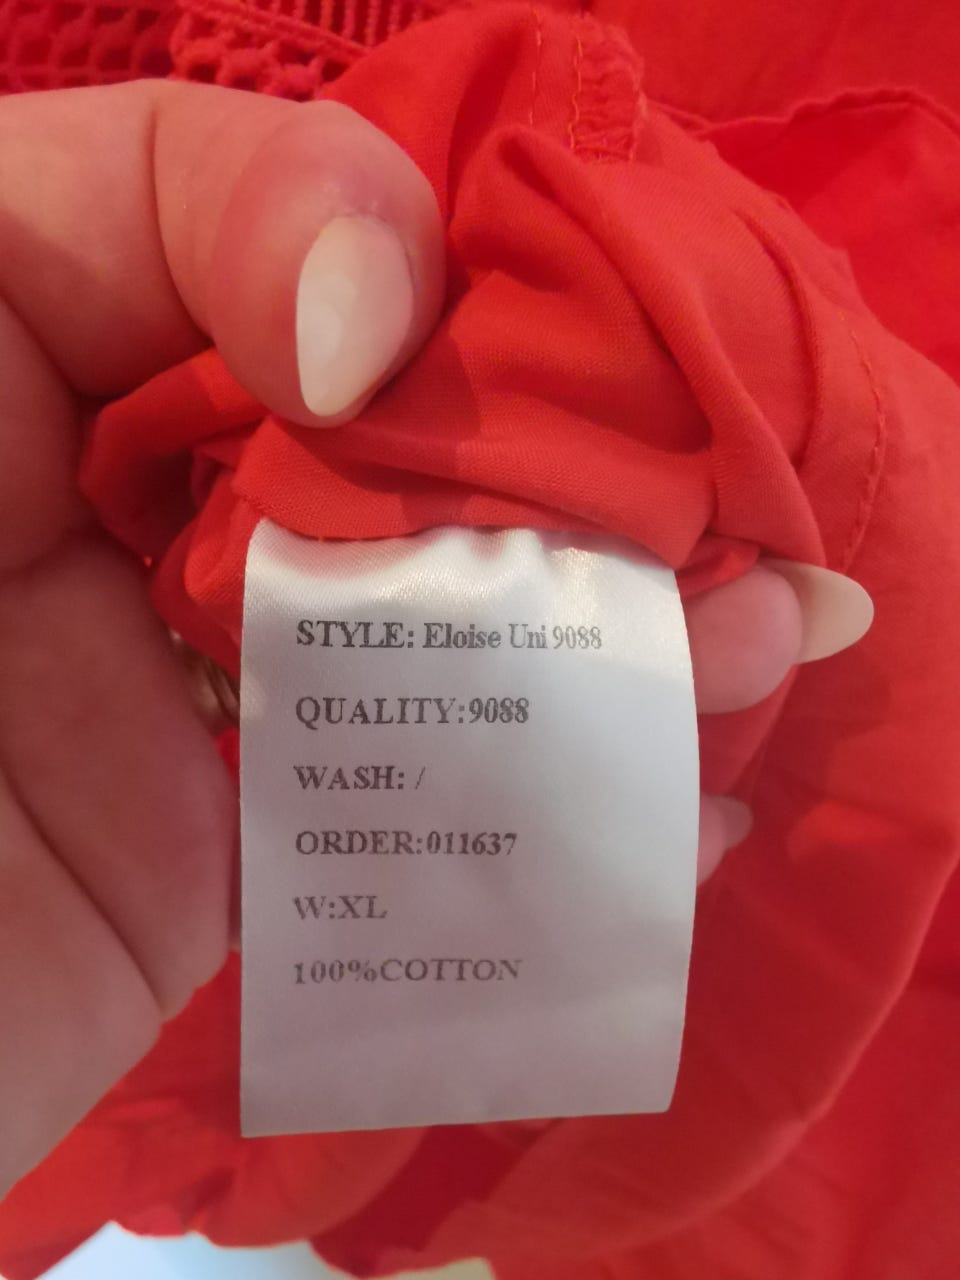 STYLE: Eloise Uni 9088
QUALITY:9088
WASH: /
ORDER:011637
W:XL
100%COTTON